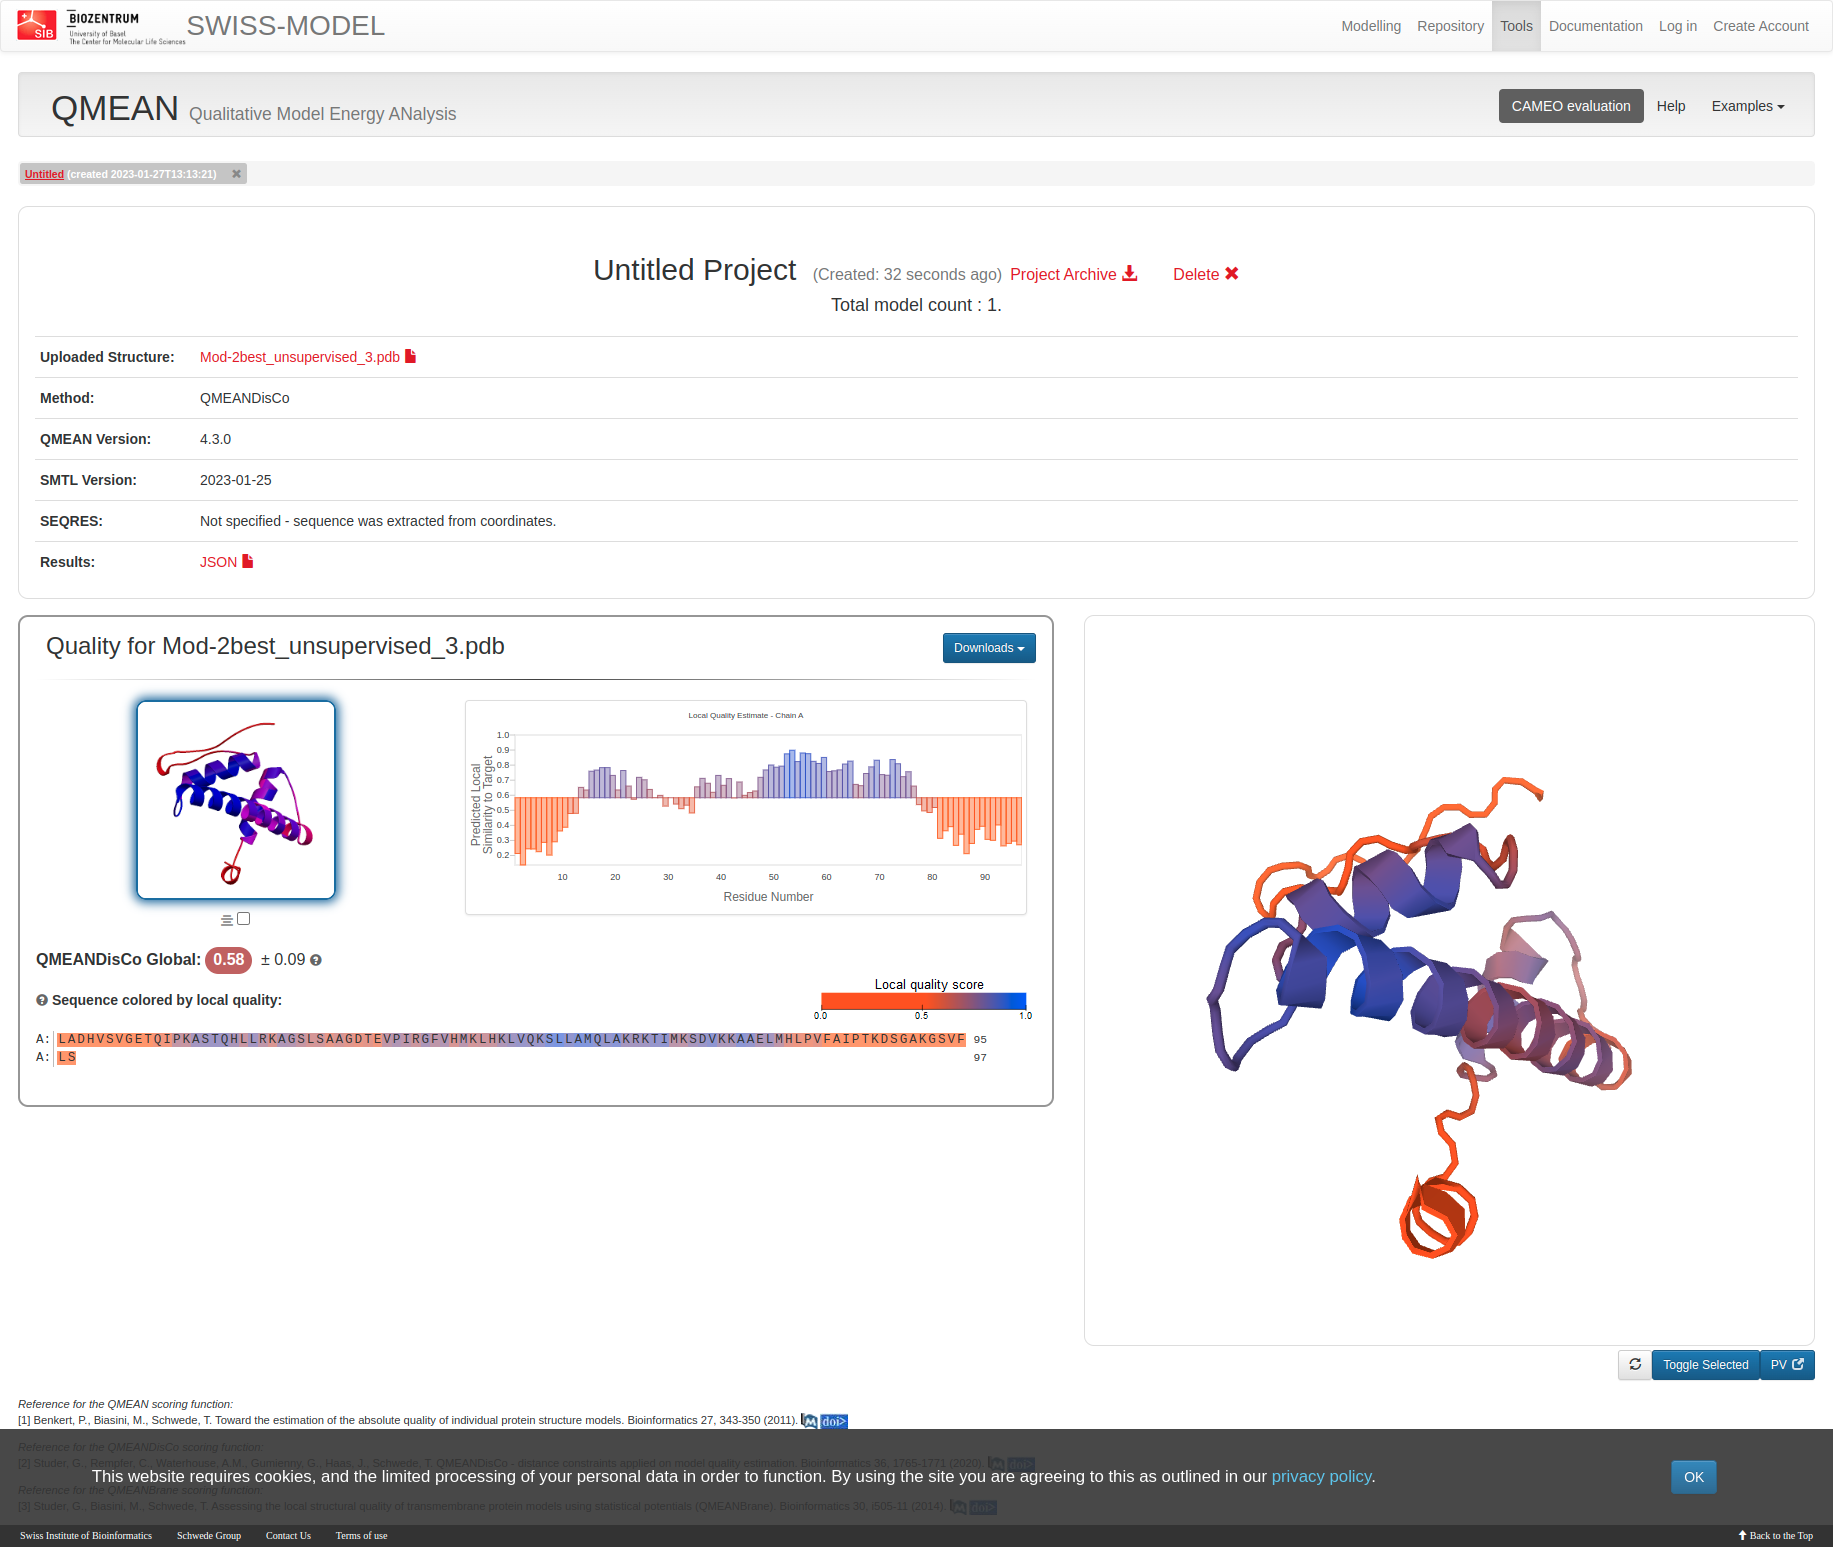 SIB
BIOZENTRUM
University of Basel
The Center for Molecular Life Sciences
SWISS-MODEL
Modelling Repository Tools Documentation Log in Create Account
QMEAN Qualitative Model Energy ANalysis
CAMEO evaluation Help Examples
Untitled (created 2023-01-27T13:13:21)
Untitled Project (Created: 32 seconds ago) Project Archive Delete
Total model count : 1.
Uploaded Structure: Mod-2best_unsupervised_3.pdb
Method: QMEANDisCo
QMEAN Version: 4.3.0
SMTL Version: 2023-01-25
SEQRES: Not specified - sequence was extracted from coordinates.
Results: JSON
Quality for Mod-2best_unsupervised_3.pdb
Downloads
Local Quality Estimate - Chain A
1.0
0.9
0.8
0.7
0.6
0.5
0.4
0.3
0.2
Predicted Local
Similarity to Target
10 20 30 40 50 60 70 80 90
Residue Number
QMEANDisCo Global: 0.58 ± 0.09
Sequence colored by local quality:
Local quality score
0.0 0.5 1.0
A: LADHVSVGETQIPKASTQHLLRKAGSLSAAGDTEVPIRGFVHMKLHKLVQKSLLAMQLAKRKTIMKSDVKKAAELMHLPVFAIPTKDSGAKGSVF 95
A: LS 97
Toggle Selected
PV
Reference for the QMEAN scoring function:
[1] Benkert, P., Biasini, M., Schwede, T. Toward the estimation of the absolute quality of individual protein structure models. Bioinformatics 27, 343-350 (2011). M doi>
Reference for the QMEANDisCo scoring function:
[2] Studer, G., Rempfer, C., Waterhouse, A.M., Gumienny, G., Haas, J., Schwede, T. QMEANDisCo - distance constraints applied on model quality estimation. Bioinformatics 36, 1765-1771 (2020). M doi>
This website requires cookies, and the limited processing of your personal data in order to function. By using the site you are agreeing to this as outlined in our privacy policy.
OK
Reference for the QMEANBrane scoring function:
[3] Studer, G., Biasini, M., Schwede, T. Assessing the local structural quality of transmembrane protein models using statistical potentials (QMEANBrane). Bioinformatics 30, i505-11 (2014). M doi>
Swiss Institute of Bioinformatics Schwede Group Contact Us Terms of use
Back to the Top